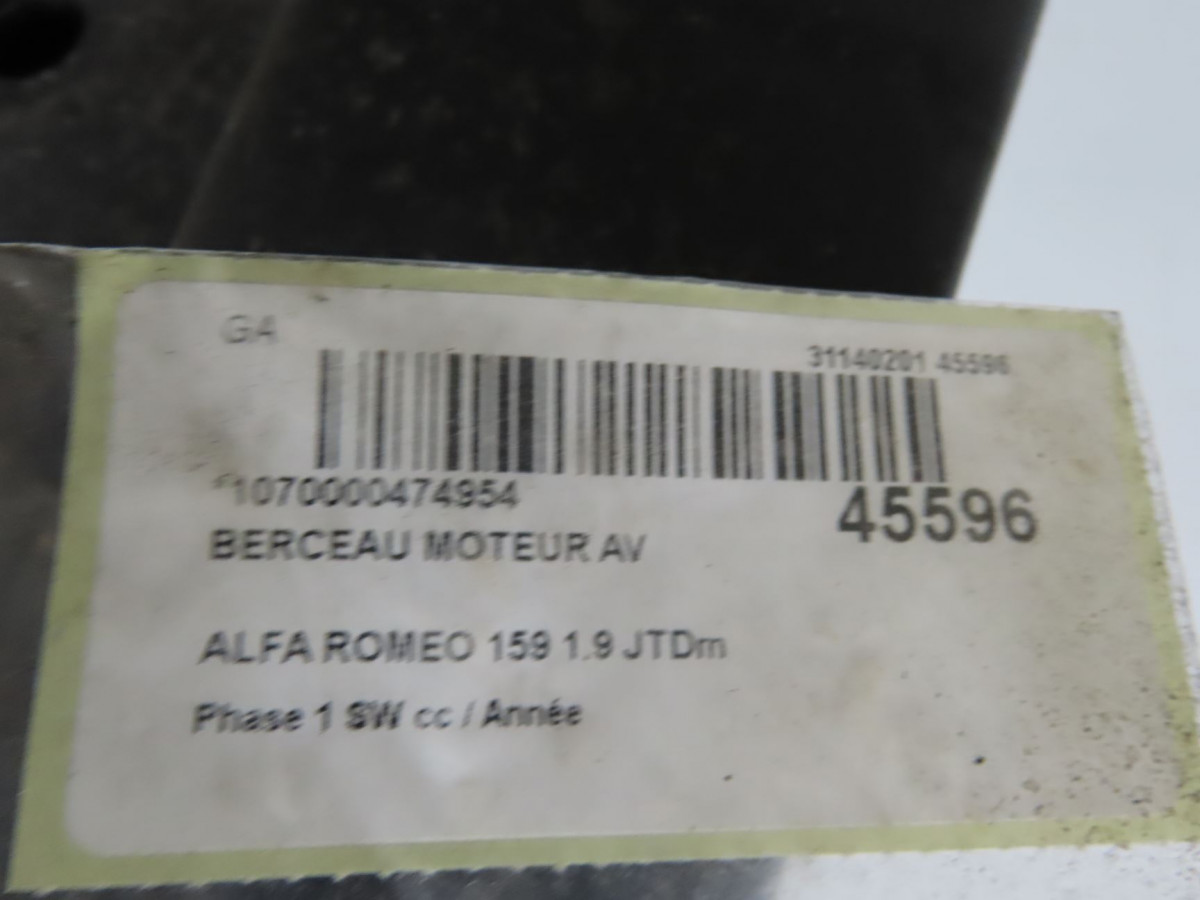 GA
31140201 45596
*1070000474954
45596
BERCEAU MOTEUR AV
ALFA ROMEO 159 1.9 JTDm
Phase 1 SW cc / Année